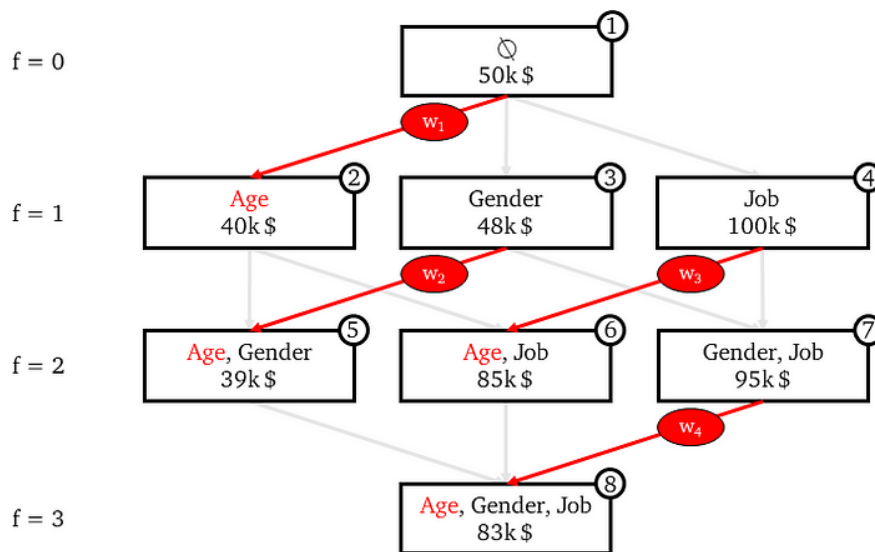 1
f = 0
∅
50k $
w₁
2
3
4
f = 1
Age
40k $
Gender
48k $
Job
100k $
w₂
w₃
5
6
7
f = 2
Age, Gender
39k $
Age, Job
85k $
Gender, Job
95k $
w₄
8
f = 3
Age, Gender, Job
83k $